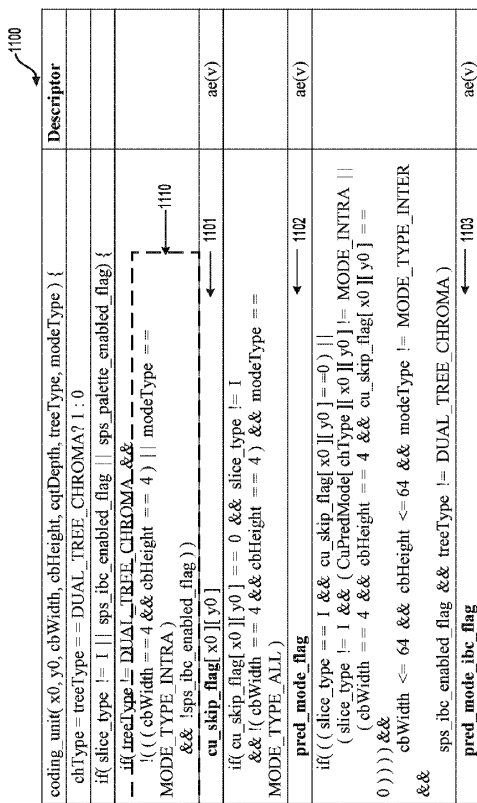 1100
coding_unit( x0, y0, cbWidth, cbHeight, cqtDepth, treeType, modeType ) {
Descriptor
chType = treeType == DUAL_TREE_CHROMA? 1 : 0
if( slice_type != I || sps_ibc_enabled_flag || sps_palette_enabled_flag) {
if( treeType != DUAL_TREE_CHROMA &&
!( ( ( cbWidth == 4 && cbHeight == 4 ) || modeType ==
MODE_TYPE_INTRA )
&& !sps_ibc_enabled_flag ) )
1110
cu_skip_flag[ x0 ][ y0 ]
1101
ae(v)
if( cu_skip_flag[ x0 ][ y0 ] == 0 && slice_type != I
&& !( cbWidth == 4 && cbHeight == 4 ) && modeType ==
MODE_TYPE_ALL )
pred_mode_flag
1102
ae(v)
if( ( ( slice_type == I && cu_skip_flag[ x0 ][ y0 ] ==0 ) ||
( slice_type != I && ( CuPredMode[ chType ][ x0 ][ y0 ] != MODE_INTRA ||
( cbWidth == 4 && cbHeight == 4 && cu_skip_flag[ x0 ][ y0 ] ==
0 ) ) ) ) &&
cbWidth <= 64 && cbHeight <= 64 && modeType != MODE_TYPE_INTER
&&
sps_ibc_enabled_flag && treeType != DUAL_TREE_CHROMA )
pred_mode_ibc_flag
1103
ae(v)